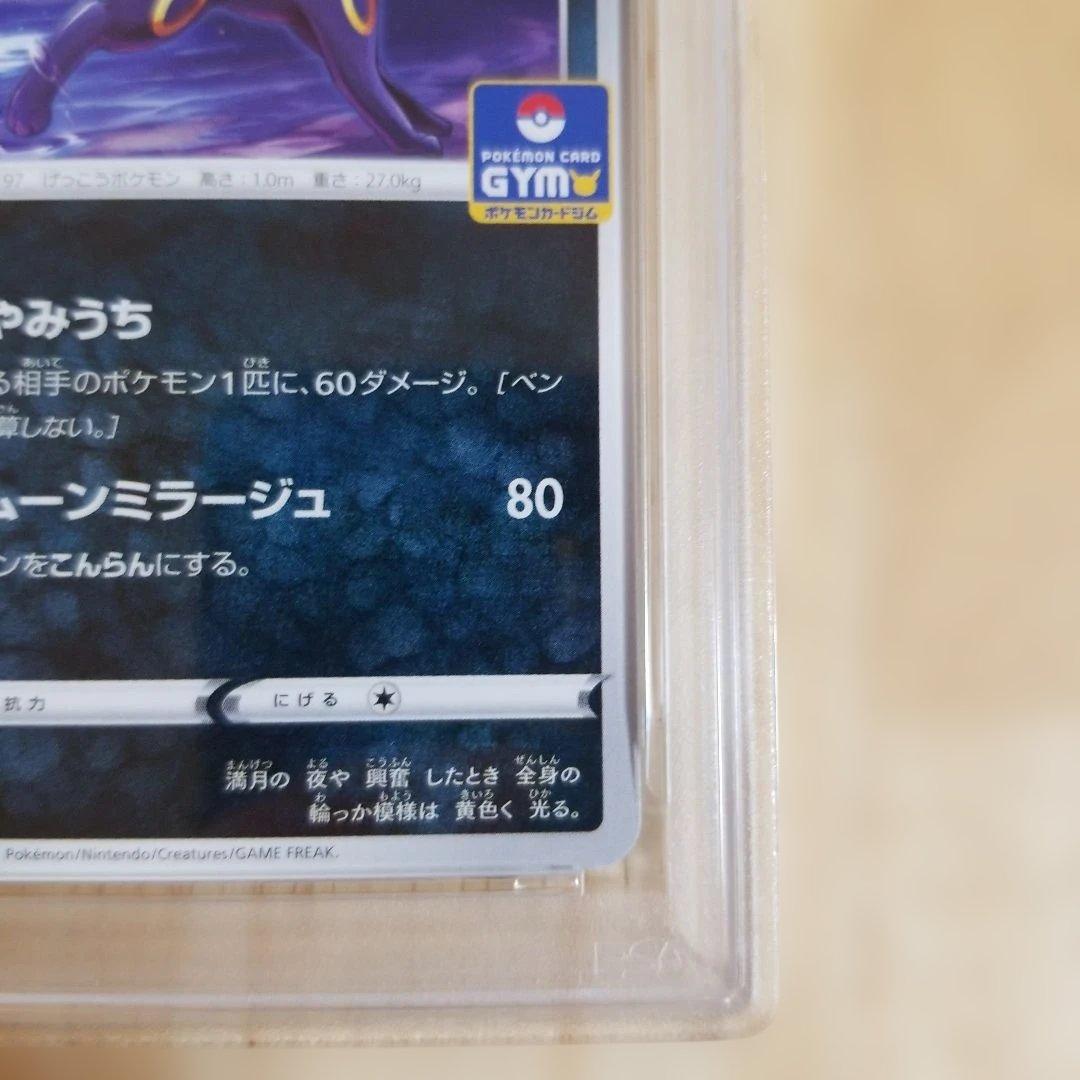 POKÉMON CARD
GYM
ポケモンカードジム
97 げっこうポケモン 高さ:1.0m 重さ:27.0kg
やみうち
る相手のポケモン1匹に、60ダメージ。[ベン
算しない。]
ムーンミラージュ 80
ンをこんらんにする。
抗力 にげる
満月の 夜や 興奮 したとき 全身の
輪っか模様は 黄色く 光る。
Pokémon/Nintendo/Creatures/GAME FREAK.
PSA